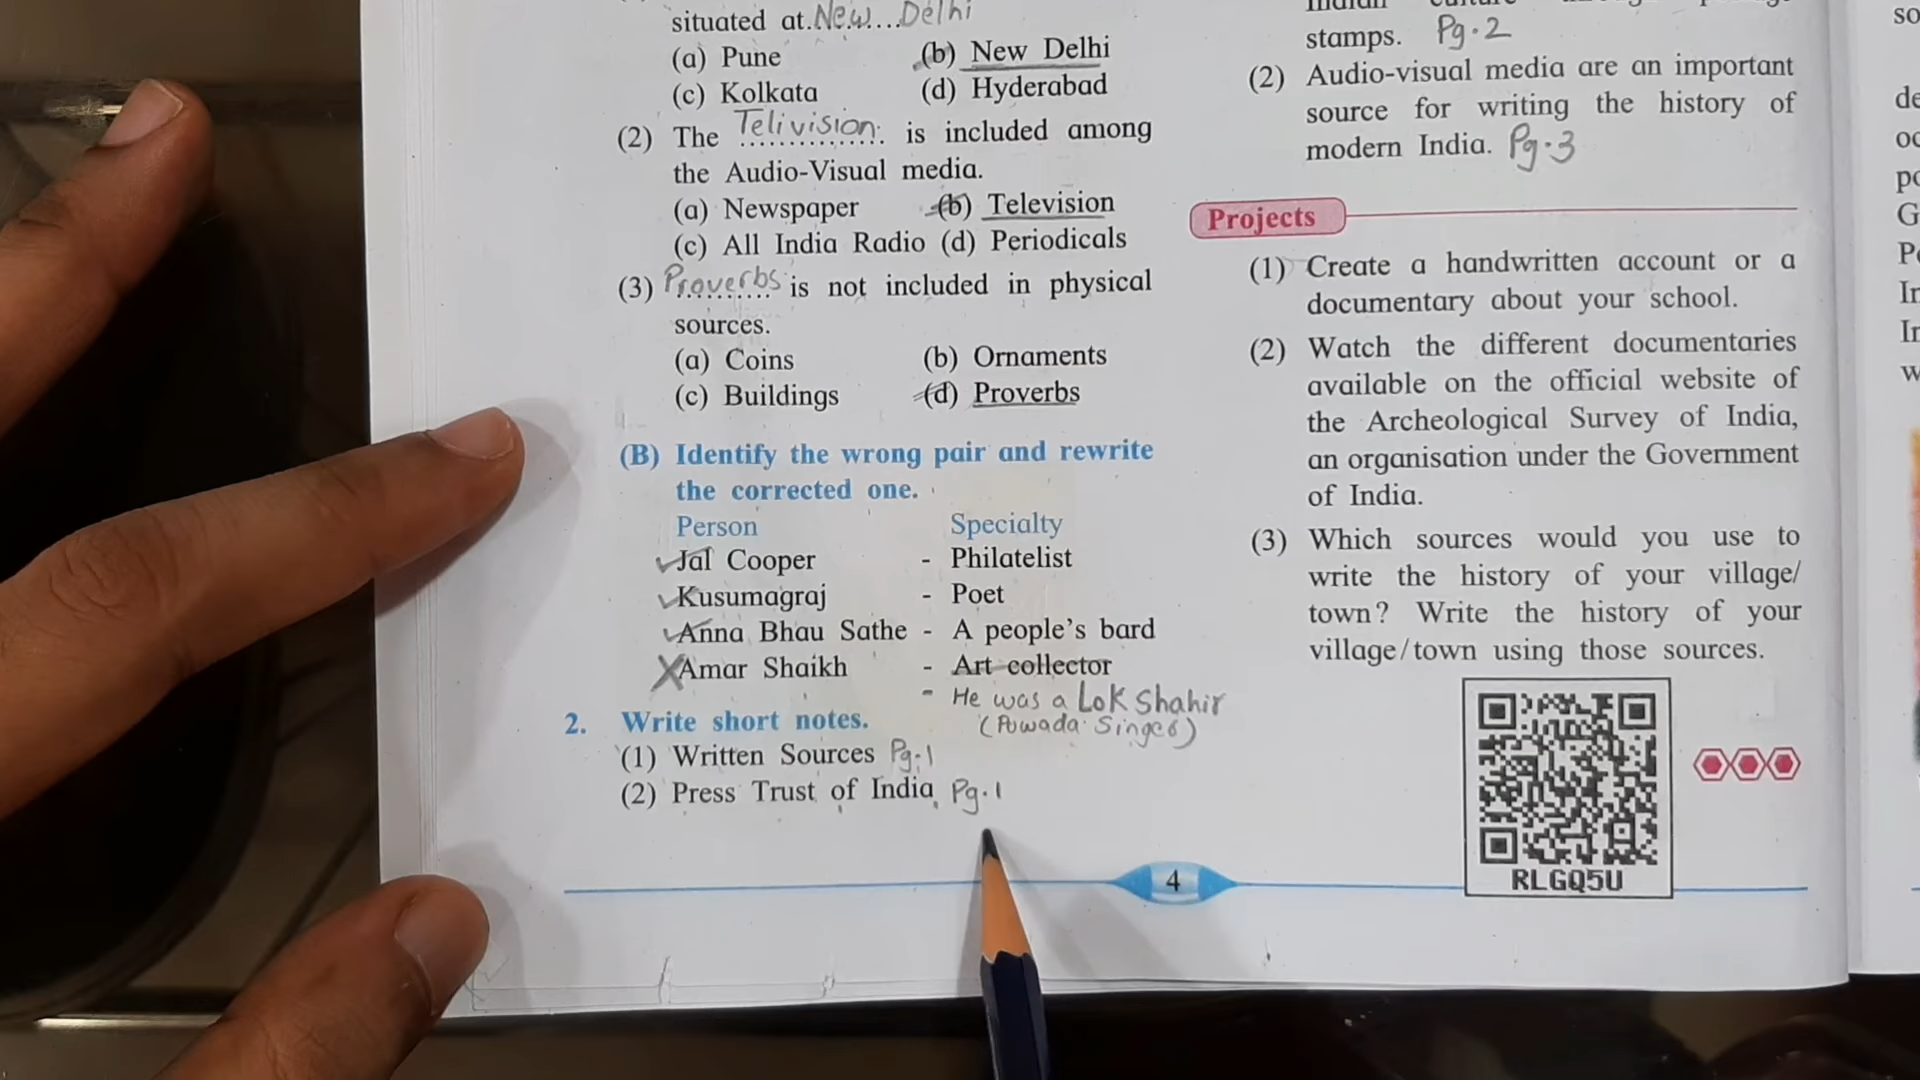 situated at.New...Delhi
(a) Pune (b) New Delhi
(c) Kolkata (d) Hyderabad
(2) The Telivision is included among
the Audio-Visual media.
(a) Newspaper (b) Television
(c) All India Radio (d) Periodicals
(3) Proverbs is not included in physical
sources.
(a) Coins (b) Ornaments
(c) Buildings (d) Proverbs
(B) Identify the wrong pair and rewrite
the corrected one.
Person Specialty
Jal Cooper - Philatelist
Kusumagraj - Poet
Anna Bhau Sathe - A people's bard
Amar Shaikh - Art collector
- He was a Lok Shahir
(Powada Singer)
2. Write short notes.
(1) Written Sources Pg.1
(2) Press Trust of India Pg.1
stamps. Pg.2
(2) Audio-visual media are an important
source for writing the history of
modern India. Pg.3
Projects
(1) Create a handwritten account or a
documentary about your school.
(2) Watch the different documentaries
available on the official website of
the Archeological Survey of India,
an organisation under the Government
of India.
(3) Which sources would you use to
write the history of your village/
town? Write the history of your
village/town using those sources.
RLGQ5U
4